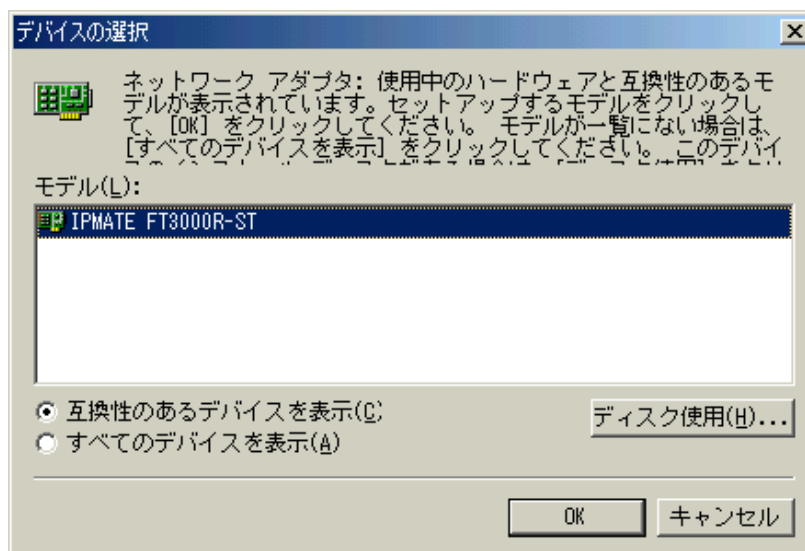 デバイスの選択
ネットワーク アダプタ: 使用中のハードウェアと互換性のあるモ
デルが表示されています。セットアップするモデルをクリックし
て、[OK] をクリックしてください。 モデルが一覧にない場合は、
[すべてのデバイスを表示] をクリックしてください。 このデバイ
モデル(L):
IPMATE FT3000R-ST
互換性のあるデバイスを表示(C)
ディスク使用(H)...
すべてのデバイスを表示(A)
OK
キャンセル